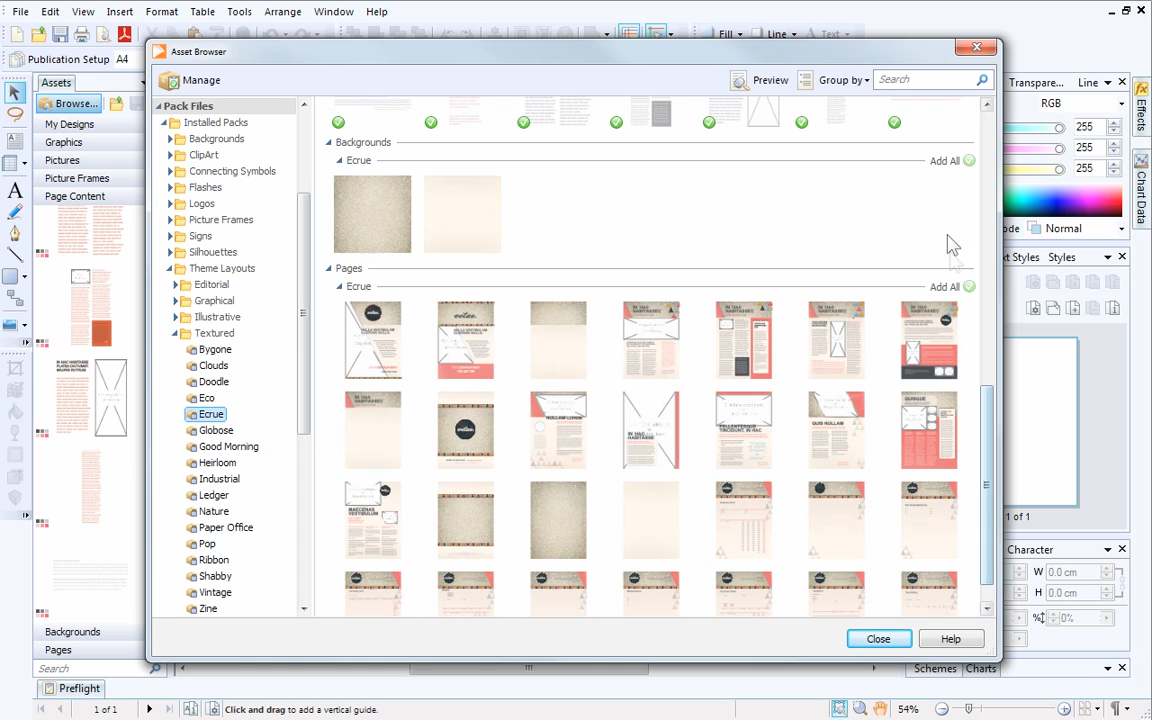 File Edit View Insert Format Table Tools Arrange Window Help
Fill Line Text
Publication Setup A4
Asset Browser
Assets
Manage
Preview Group by Search
Transpare... Line
Browse...
RGB
My Designs
Graphics
Pictures
Picture Frames
Page Content
Pack Files
Installed Packs
Backgrounds
ClipArt
Connecting Symbols
Flashes
Logos
Picture Frames
Signs
Silhouettes
Theme Layouts
Editorial
Graphical
Illustrative
Textured
Bygone
Clouds
Doodle
Eco
Ecrue
Globose
Good Morning
Heirloom
Industrial
Ledger
Nature
Paper Office
Pop
Ribbon
Shabby
Vintage
Zine
Backgrounds
Ecrue Add All
Pages
Ecrue Add All
255
255
255
ode Normal
xt Styles Styles
1 of 1
Character
W 0.0 cm
H 0.0 cm
0%
Effects
Chart Data
Close Help
Backgrounds
Pages
Search
Schemes Charts
Preflight
1 of 1 Click and drag to add a vertical guide. 54%